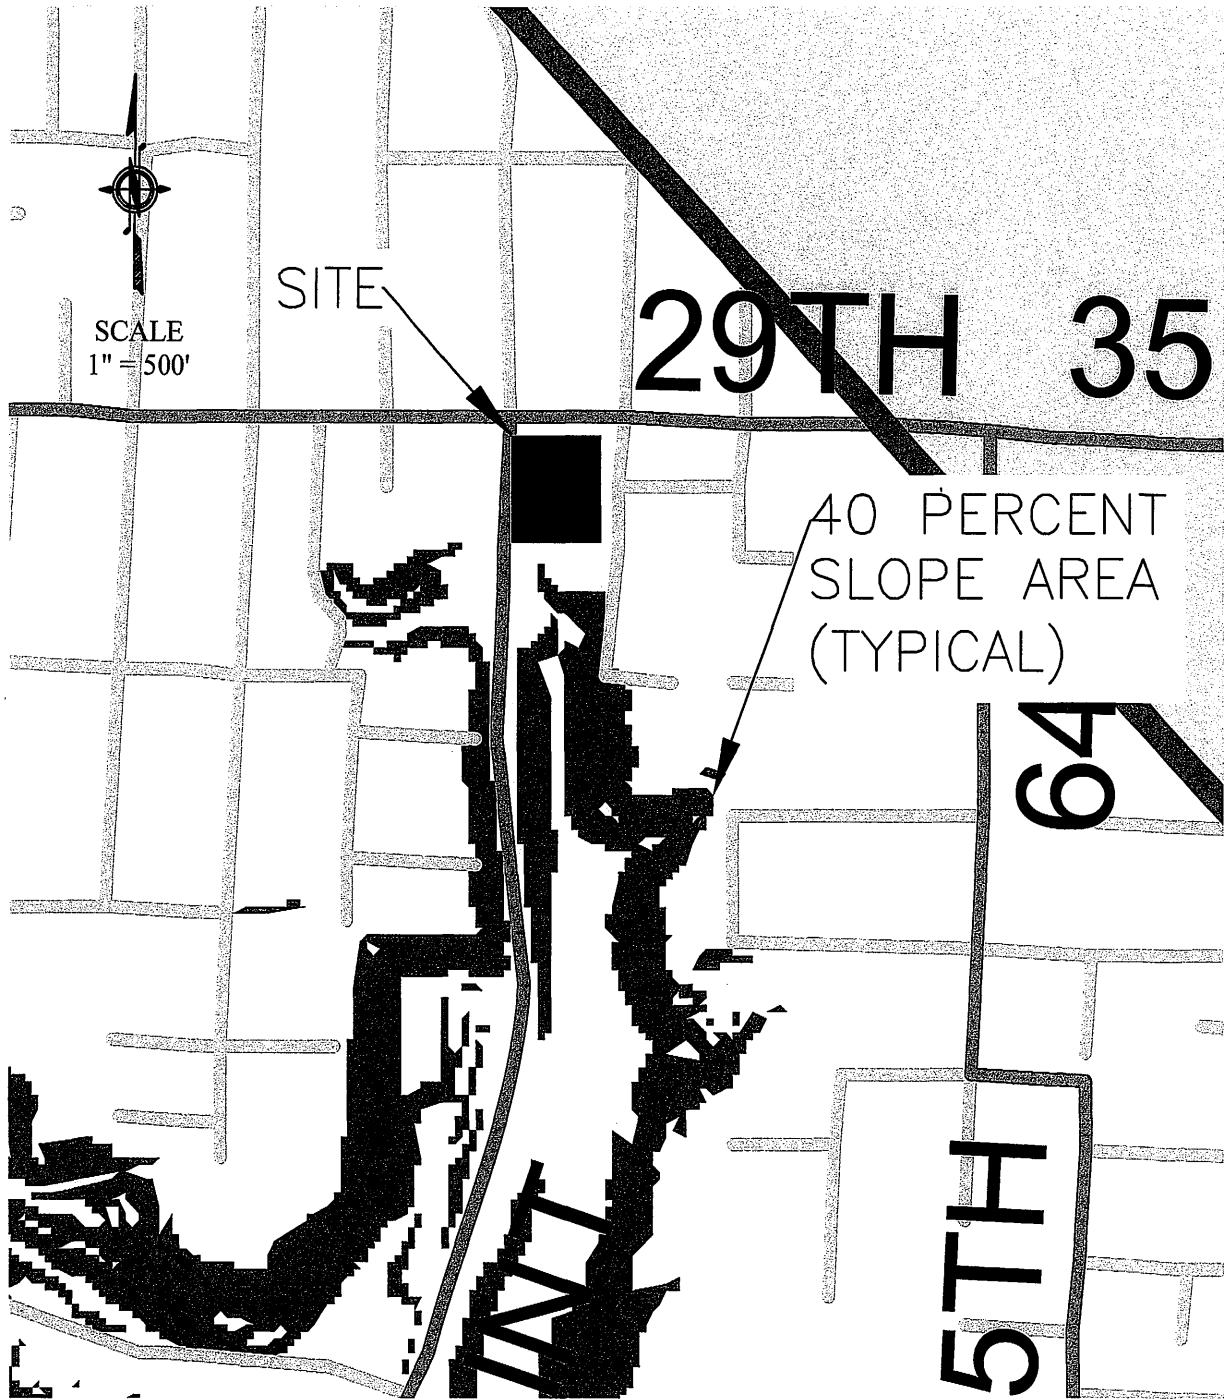 SITE
29TH 35
SCALE
1" = 500'
40 PERCENT
SLOPE AREA
(TYPICAL)
64
5TH